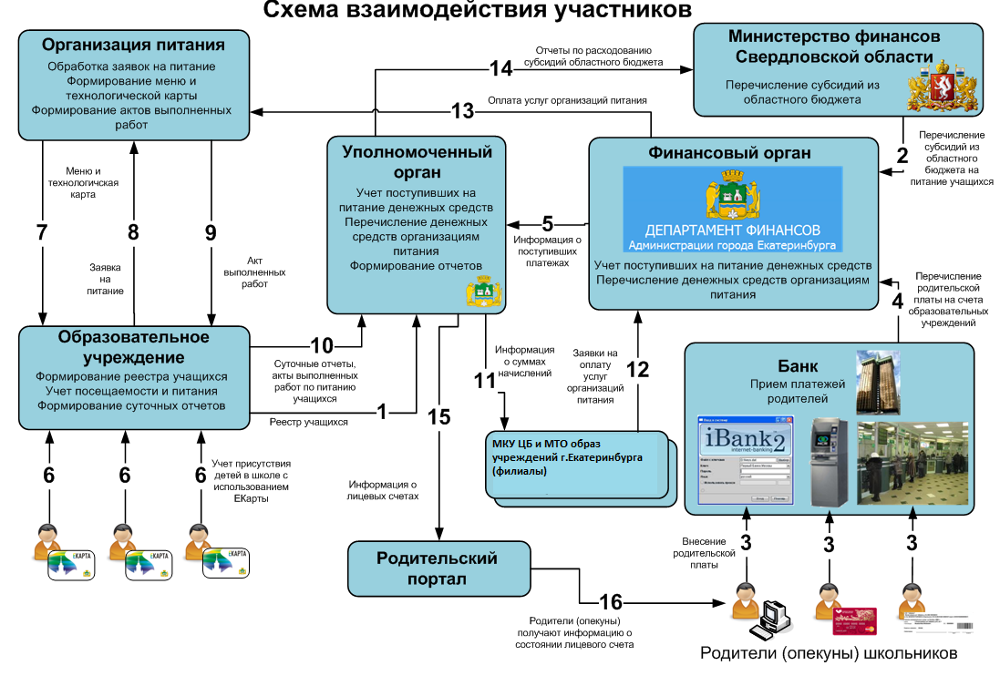 Схема взаимодействия участников
Организация питания
Обработка заявок на питание
Формирование меню и
технологической карты
Формирование актов выполненных
работ
Отчеты по расходованию
субсидий областного бюджета
14
Министерство финансов
Свердловской области
Перечисление субсидий из
областного бюджета
Оплата услуг организаций питания
13
2
Перечисление
субсидий из
областного
бюджета на
питание учащихся
Меню и
технологичская
карта
7
8
9
Заявка
на
питание
Акт
выполненных
работ
Уполномоченный
орган
Учет поступивших на
питание денежных средств
Перечисление денежных
средств организациям
питания
Формирование отчетов
5
Информация о
поступивших
платежах
Финансовый орган
ДЕПАРТАМЕНТ ФИНАНСОВ
Администрации города Екатеринбурга
Учет поступивших на питание денежных средств
Перечисление денежных средств организациям
питания
4
Перечисление
родительской
платы на счета
образовательных
учреждений
Образовательное
учреждение
Формирование реестра учащихся
Учет посещаемости и питания
Формирование суточных отчетов
10
Суточные отчеты,
акты выполненных
работ по питанию
учащихся
1
Реестр учащихся
15
11
Информация
о суммах
начислений
Заявки на
оплату
услуг
организаций
питания
12
Банк
Прием платежей
родителей
iBank2
internet-banking
МКУ ЦБ и МТО образ
учреждений г.Екатеринбурга
(филиалы)
6
6
6
Учет присутствия
детей в школе с
использованием
ЕКарты
ЕКАРТА
ЕКАРТА
ЕКАРТА
Информация о
лицевых счетах
Родительский
портал
16
Родители (опекуны)
получают информацию о
состоянии лицевого счета
Внесение
родительской
платы
3
3
3
Родители (опекуны) школьников